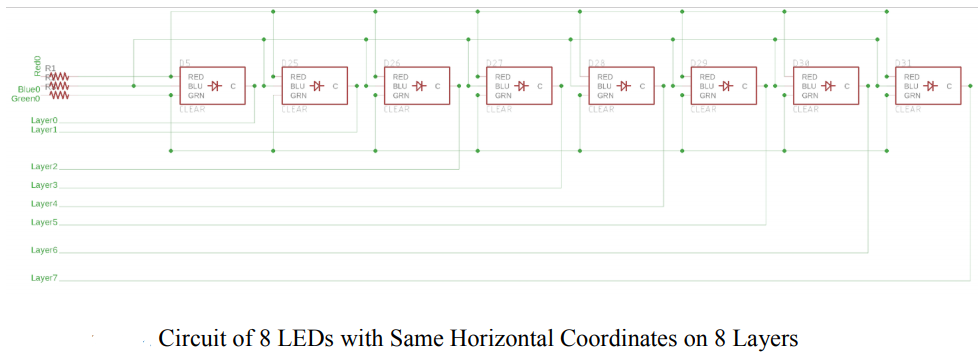 Red0
R1
Blue0
Green0
D5
D25
D26
D27
D28
D29
D30
D31
RED RED RED RED RED RED RED RED
BLU C BLU C BLU C BLU C BLU C BLU C BLU C BLU C
GRN GRN GRN GRN GRN GRN GRN GRN
CLEAR CLEAR CLEAR CLEAR CLEAR CLEAR CLEAR CLEAR
Layer0
Layer1
Layer2
Layer3
Layer4
Layer5
Layer6
Layer7
Circuit of 8 LEDs with Same Horizontal Coordinates on 8 Layers